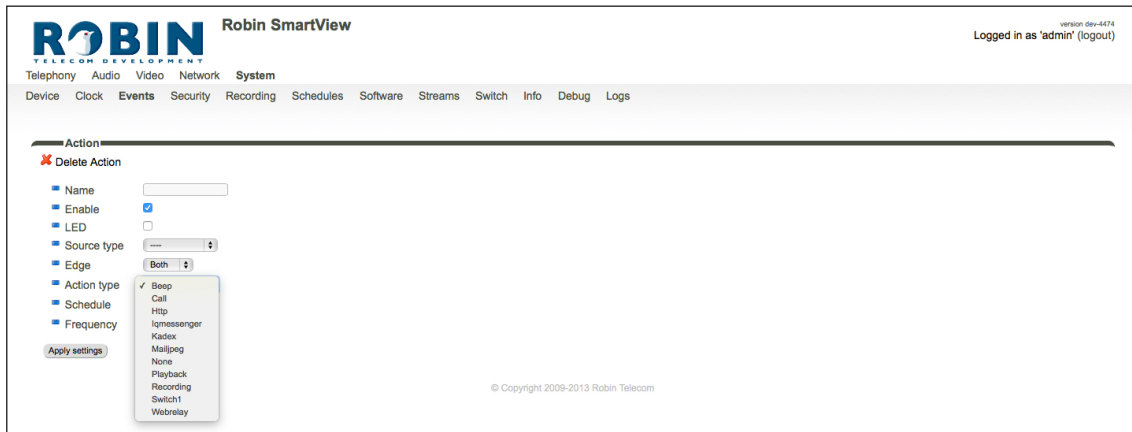 ROBIN
TELECOM DEVELOPMENT
Robin SmartView
version dev-4474
Logged in as 'admin' (logout)
Telephony Audio Video Network System
Device Clock Events Security Recording Schedules Software Streams Switch Info Debug Logs
Action
Delete Action
Name
Enable
LED
Source type ----
Edge Both
Action type ✓ Beep
Call
Schedule Http
Iqmessenger
Frequency Kadex
Mailjpeg
Apply settings None
Playback
Recording
Switch1
Webrelay
© Copyright 2009-2013 Robin Telecom